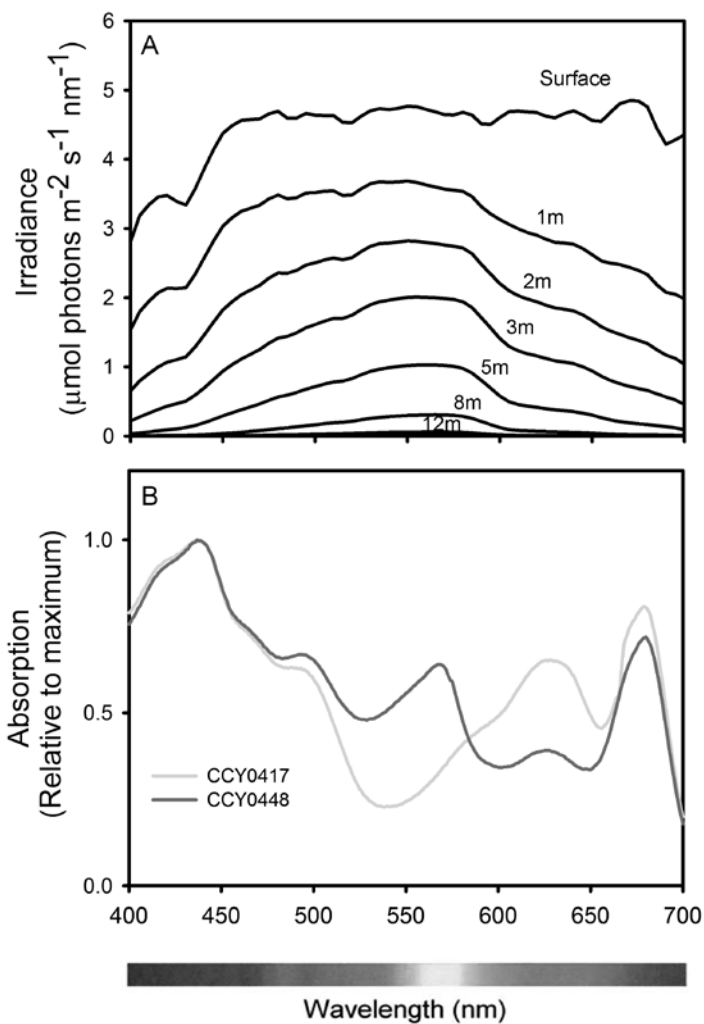 A
6
5
4
3
2
1
0
Irradiance
(μmol photons m-2 s-1 nm-1)
Surface
1m
2m
3m
5m
8m
12m
B
1.0
0.5
0.0
Absorption
(Relative to maximum)
CCY0417
CCY0448
400 450 500 550 600 650 700
Wavelength (nm)